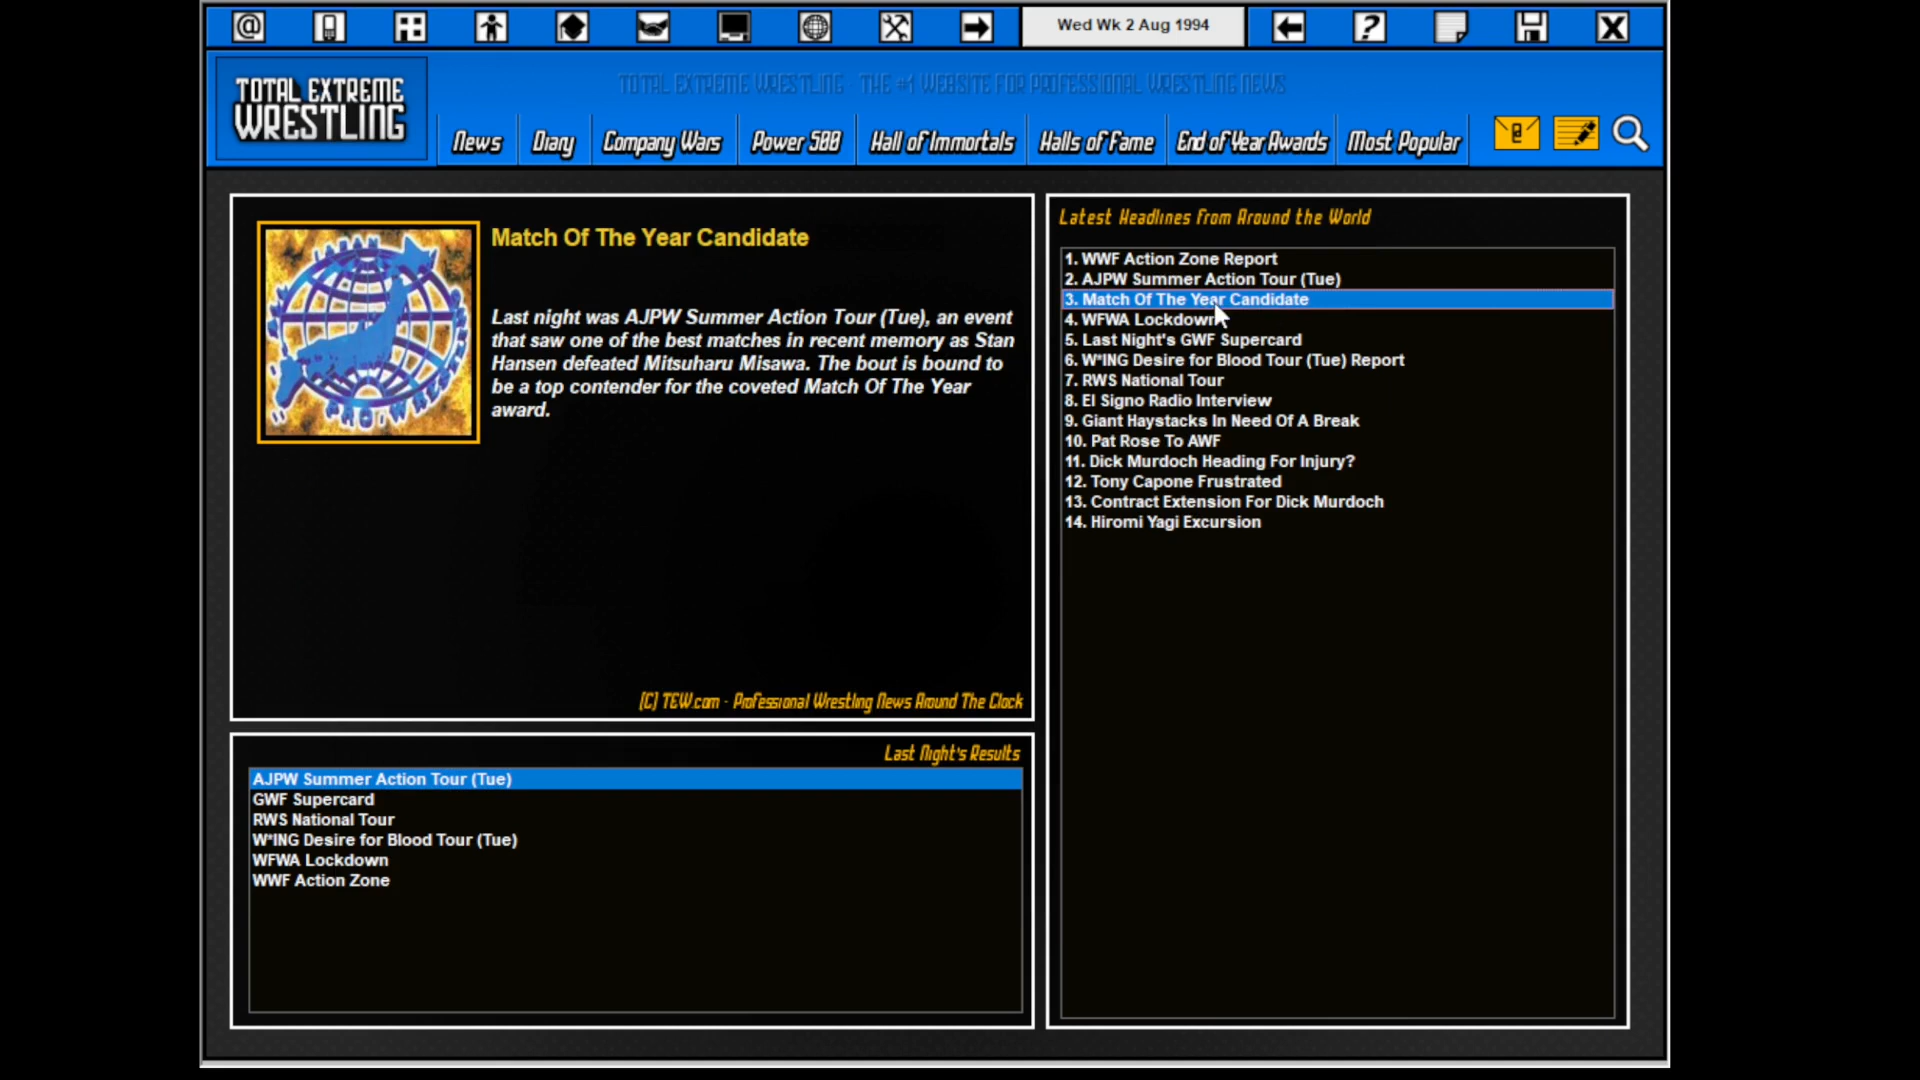 Wed Wk 2 Aug 1994
TOTAL EXTREME WRESTLING
TOTAL EXTREME WRESTLING - THE #1 WEBSITE FOR PROFESSIONAL WRESTLING NEWS
News
Diary
Company Wars
Power 500
Hall of Immortals
Halls of Fame
End of Year Awards
Most Popular
Match Of The Year Candidate
Last night was AJPW Summer Action Tour (Tue), an event
that saw one of the best matches in recent memory as Stan
Hansen defeated Mitsuharu Misawa. The bout is bound to
be a top contender for the coveted Match Of The Year
award.
(C) TEW.com - Professional Wrestling News Around The Clock
Last Night's Results
AJPW Summer Action Tour (Tue)
GWF Supercard
RWS National Tour
W*ING Desire for Blood Tour (Tue)
WFWA Lockdown
WWF Action Zone
Latest Headlines From Around the World
1. WWF Action Zone Report
2. AJPW Summer Action Tour (Tue)
3. Match Of The Year Candidate
4. WFWA Lockdown
5. Last Night's GWF Supercard
6. W*ING Desire for Blood Tour (Tue) Report
7. RWS National Tour
8. El Signo Radio Interview
9. Giant Haystacks In Need Of A Break
10. Pat Rose To AWF
11. Dick Murdoch Heading For Injury?
12. Tony Capone Frustrated
13. Contract Extension For Dick Murdoch
14. Hiromi Yagi Excursion